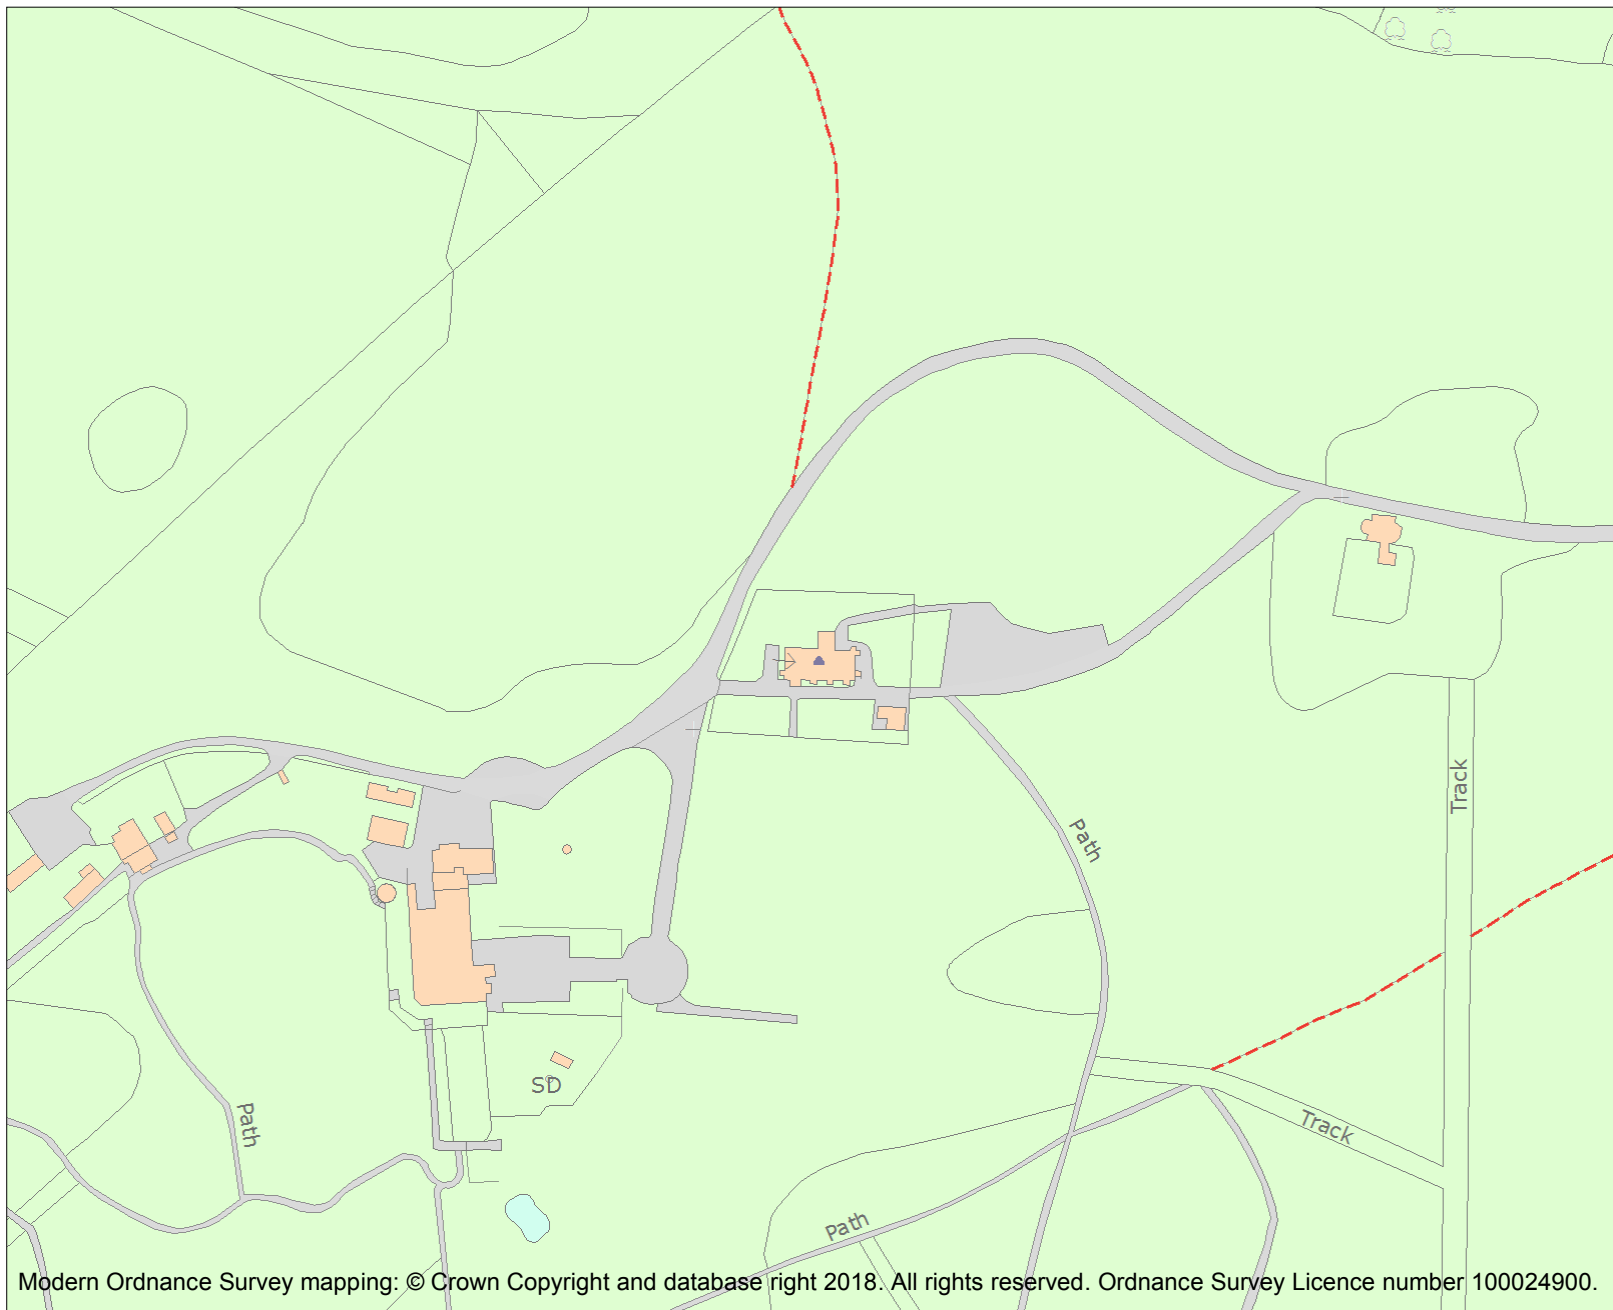 Track
Path
SD
Path
Track
Path
Modern Ordnance Survey mapping: © Crown Copyright and database right 2018. All rights reserved. Ordnance Survey Licence number 100024900.